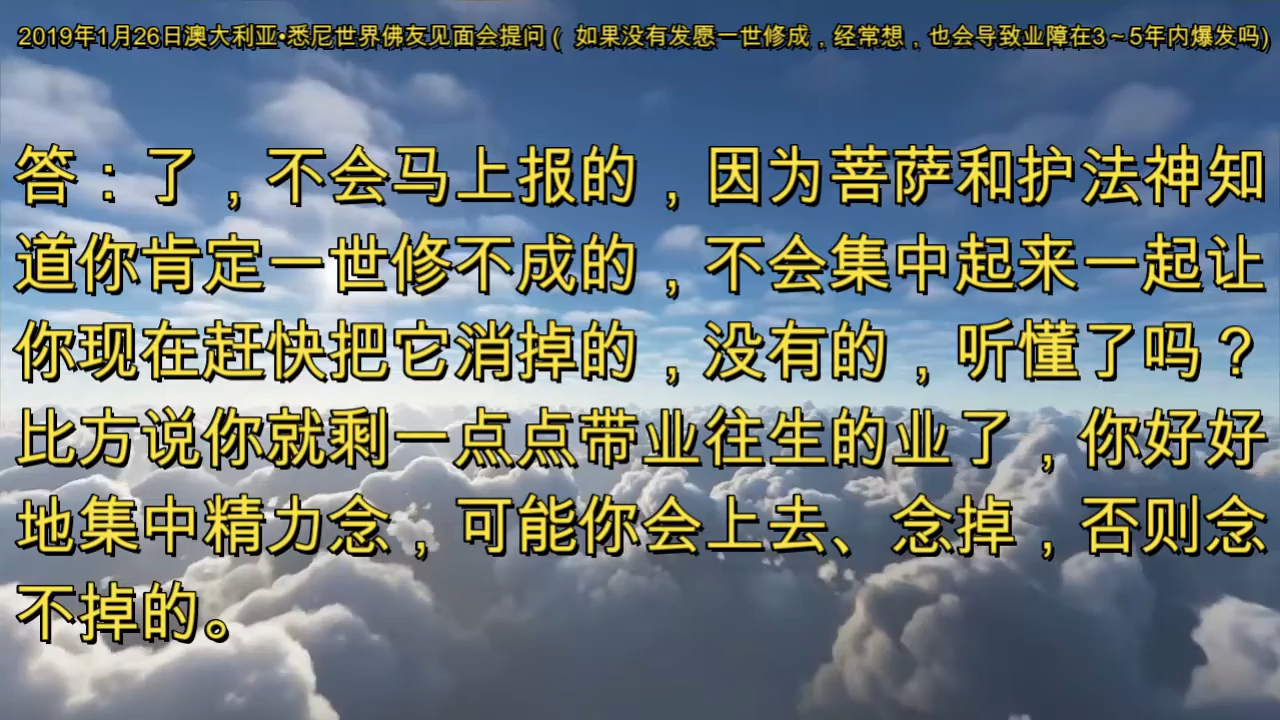 2019年1月26日澳大利亚•悉尼世界佛友见面会提问（ 如果没有发愿一世修成，经常想，也会导致业障在3～5年内爆发吗)
答：了，不会马上报的，因为菩萨和护法神知
道你肯定一世修不成的，不会集中起来一起让
你现在赶快把它消掉的，没有的，听懂了吗？
比方说你就剩一点点带业往生的业了，你好好
地集中精力念，可能你会上去、念掉，否则念
不掉的。